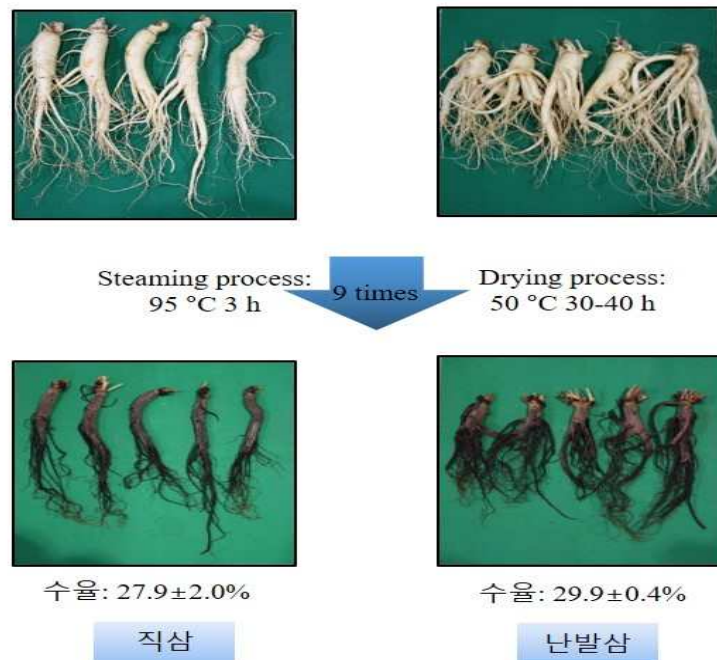 Steaming process:
95 °C 3 h
9 times
Drying process:
50 °C 30-40 h
수율: 27.9±2.0%
수율: 29.9±0.4%
직삼
난발삼